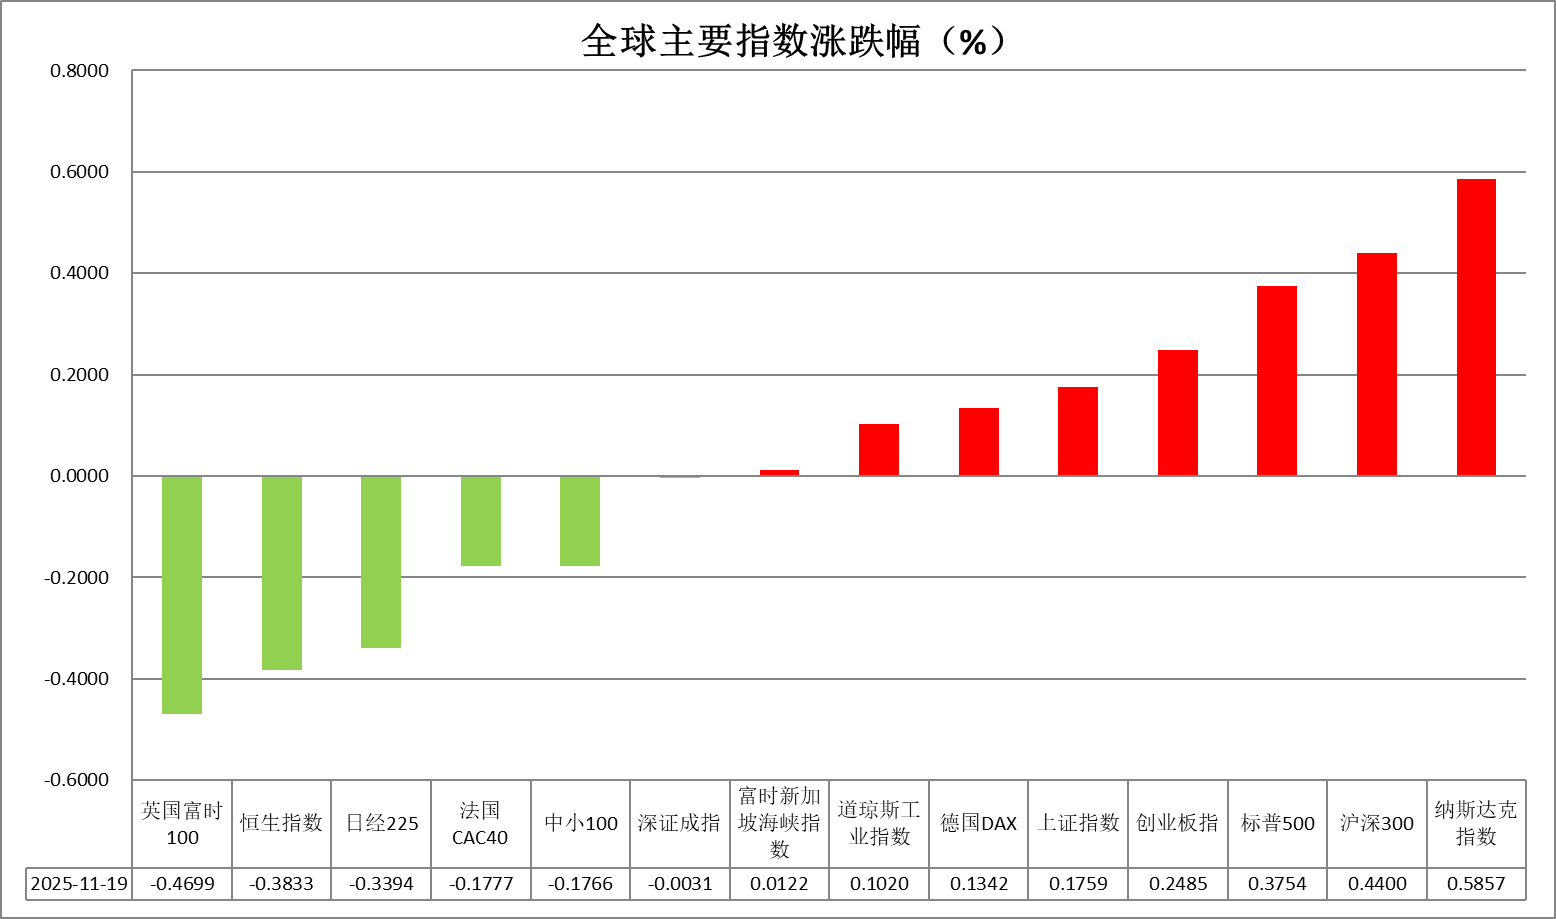 全球主要指数涨跌幅（%）
0.8000
0.6000
0.4000
0.2000
0.0000
-0.2000
-0.4000
-0.6000
英国富时
100
恒生指数
日经225
法国
CAC40
中小100
深证成指
富时新加
坡海峡指
数
道琼斯工
业指数
德国DAX
上证指数
创业板指
标普500
沪深300
纳斯达克
指数
2025-11-19 -0.4699 -0.3833 -0.3394 -0.1777 -0.1766 -0.0031 0.0122 0.1020 0.1342 0.1759 0.2485 0.3754 0.4400 0.5857